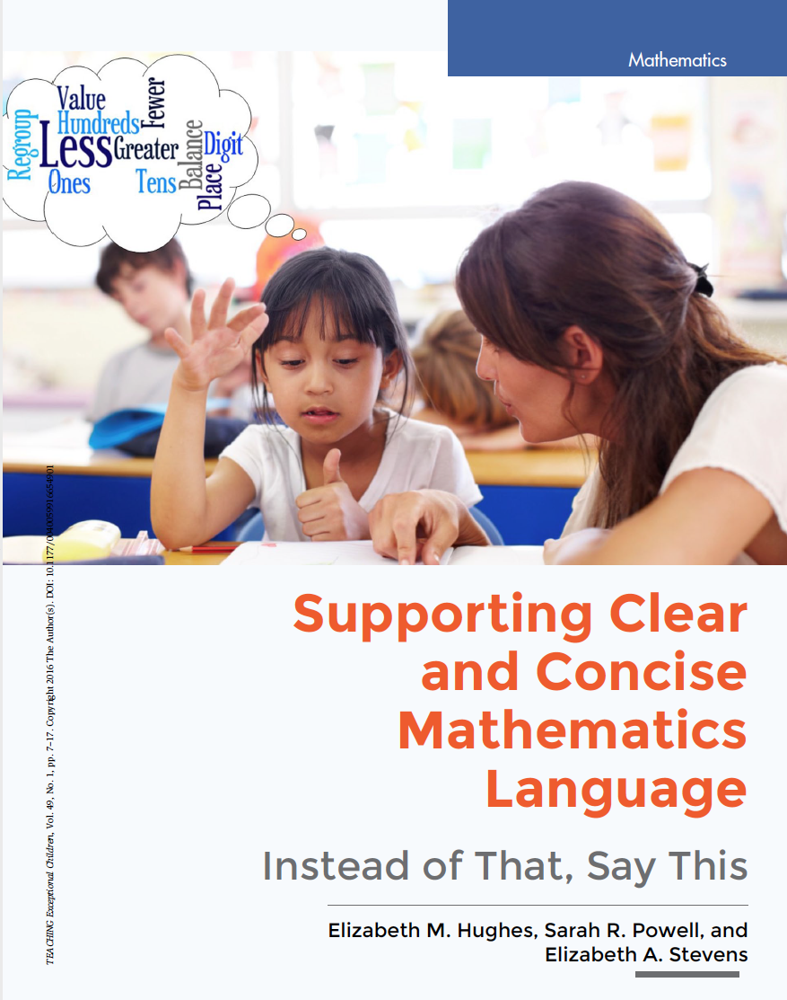 Mathematics
Value
Fewer
Regroup
Hundreds
Less
Greater
Balance
Digit
Ones
Tens
Place
TEACHING Exceptional Children, Vol. 49, No. 1, pp. 7–17. Copyright 2016 The Author(s). DOI: 10.1177/0040059916654901
Supporting Clear
and Concise
Mathematics
Language
Instead of That, Say This
Elizabeth M. Hughes, Sarah R. Powell, and
Elizabeth A. Stevens